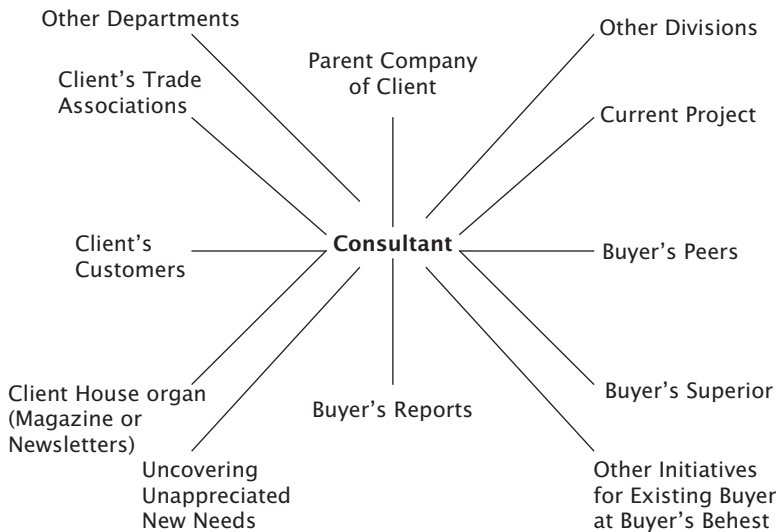 Other Departments
Other Divisions
Parent Company
of Client
Client’s Trade
Associations
Current Project
Client’s
Customers
Consultant
Buyer’s Peers
Client House organ
(Magazine or
Newsletters)
Buyer’s Reports
Buyer’s Superior
Uncovering
Unappreciated
New Needs
Other Initiatives
for Existing Buyer
at Buyer’s Behest